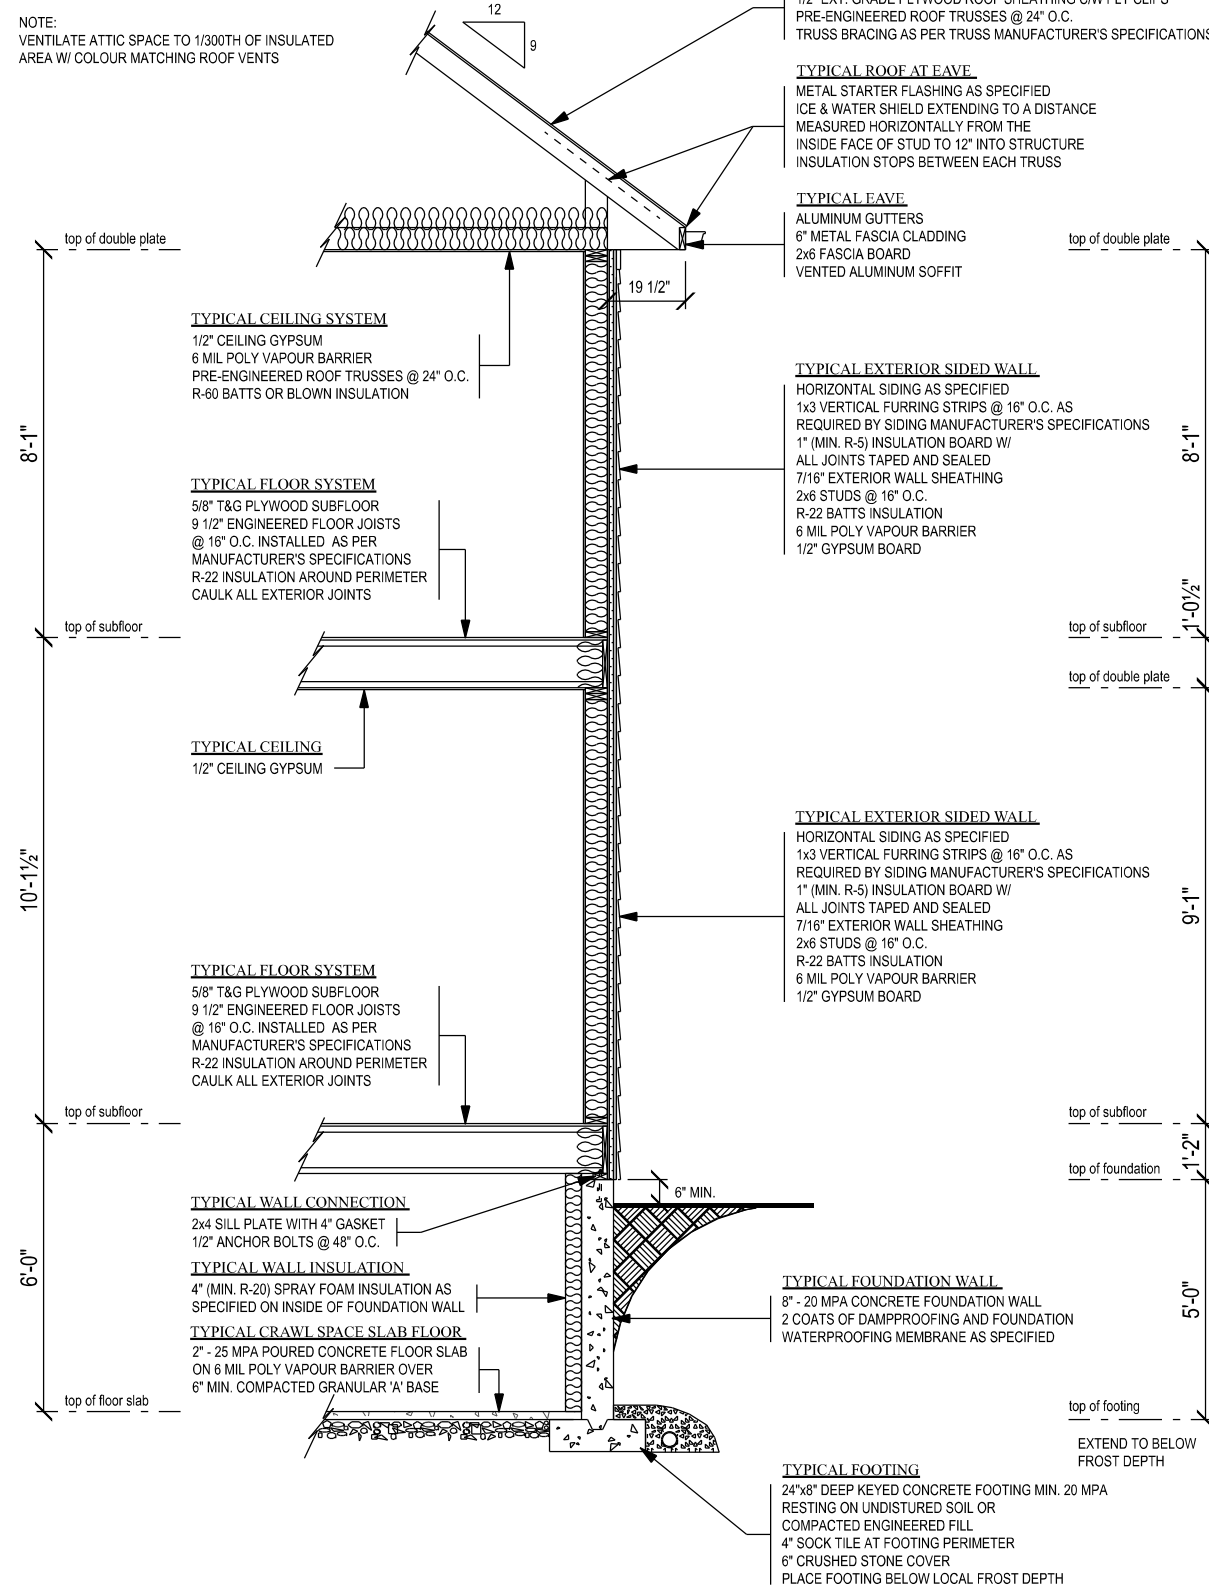 NOTE:
VENTILATE ATTIC SPACE TO 1/300TH OF INSULATED
AREA W/ COLOUR MATCHING ROOF VENTS
12
9
1/2" EXT. GRADE PLYWOOD ROOF SHEATHING C/W PLY CLIPS
PRE-ENGINEERED ROOF TRUSSES @ 24" O.C.
TRUSS BRACING AS PER TRUSS MANUFACTURER'S SPECIFICATIONS
TYPICAL ROOF AT EAVE
METAL STARTER FLASHING AS SPECIFIED
ICE & WATER SHIELD EXTENDING TO A DISTANCE
MEASURED HORIZONTALLY FROM THE
INSIDE FACE OF STUD TO 12" INTO STRUCTURE
INSULATION STOPS BETWEEN EACH TRUSS
TYPICAL EAVE
ALUMINUM GUTTERS
6" METAL FASCIA CLADDING
2x6 FASCIA BOARD
VENTED ALUMINUM SOFFIT
top of double plate
top of double plate
19 1/2"
TYPICAL CEILING SYSTEM
1/2" CEILING GYPSUM
6 MIL POLY VAPOUR BARRIER
PRE-ENGINEERED ROOF TRUSSES @ 24" O.C.
R-60 BATTS OR BLOWN INSULATION
TYPICAL EXTERIOR SIDED WALL
HORIZONTAL SIDING AS SPECIFIED
1x3 VERTICAL FURRING STRIPS @ 16" O.C. AS
REQUIRED BY SIDING MANUFACTURER'S SPECIFICATIONS
1" (MIN. R-5) INSULATION BOARD W/
ALL JOINTS TAPED AND SEALED
7/16" EXTERIOR WALL SHEATHING
2x6 STUDS @ 16" O.C.
R-22 BATTS INSULATION
6 MIL POLY VAPOUR BARRIER
1/2" GYPSUM BOARD
8'-1"
8'-1"
TYPICAL FLOOR SYSTEM
5/8" T&G PLYWOOD SUBFLOOR
9 1/2" ENGINEERED FLOOR JOISTS
@ 16" O.C. INSTALLED AS PER
MANUFACTURER'S SPECIFICATIONS
R-22 INSULATION AROUND PERIMETER
CAULK ALL EXTERIOR JOINTS
1'-0½"
top of subfloor
top of subfloor
top of double plate
TYPICAL CEILING
1/2" CEILING GYPSUM
TYPICAL EXTERIOR SIDED WALL
HORIZONTAL SIDING AS SPECIFIED
1x3 VERTICAL FURRING STRIPS @ 16" O.C. AS
REQUIRED BY SIDING MANUFACTURER'S SPECIFICATIONS
1" (MIN. R-5) INSULATION BOARD W/
ALL JOINTS TAPED AND SEALED
7/16" EXTERIOR WALL SHEATHING
2x6 STUDS @ 16" O.C.
R-22 BATTS INSULATION
6 MIL POLY VAPOUR BARRIER
1/2" GYPSUM BOARD
10'-1½"
9'-1"
TYPICAL FLOOR SYSTEM
5/8" T&G PLYWOOD SUBFLOOR
9 1/2" ENGINEERED FLOOR JOISTS
@ 16" O.C. INSTALLED AS PER
MANUFACTURER'S SPECIFICATIONS
R-22 INSULATION AROUND PERIMETER
CAULK ALL EXTERIOR JOINTS
top of subfloor
top of subfloor
1'-2"
top of foundation
6" MIN.
TYPICAL WALL CONNECTION
2x4 SILL PLATE WITH 4" GASKET
1/2" ANCHOR BOLTS @ 48" O.C.
TYPICAL WALL INSULATION
4" (MIN. R-20) SPRAY FOAM INSULATION AS
SPECIFIED ON INSIDE OF FOUNDATION WALL
6'-0"
5'-0"
TYPICAL FOUNDATION WALL
8" - 20 MPA CONCRETE FOUNDATION WALL
2 COATS OF DAMPPROOFING AND FOUNDATION
WATERPROOFING MEMBRANE AS SPECIFIED
TYPICAL CRAWL SPACE SLAB FLOOR
2" - 25 MPA POURED CONCRETE FLOOR SLAB
ON 6 MIL POLY VAPOUR BARRIER OVER
6" MIN. COMPACTED GRANULAR 'A' BASE
top of floor slab
top of footing
EXTEND TO BELOW
FROST DEPTH
TYPICAL FOOTING
24"x8" DEEP KEYED CONCRETE FOOTING MIN. 20 MPA
RESTING ON UNDISTURED SOIL OR
COMPACTED ENGINEERED FILL
4" SOCK TILE AT FOOTING PERIMETER
6" CRUSHED STONE COVER
PLACE FOOTING BELOW LOCAL FROST DEPTH